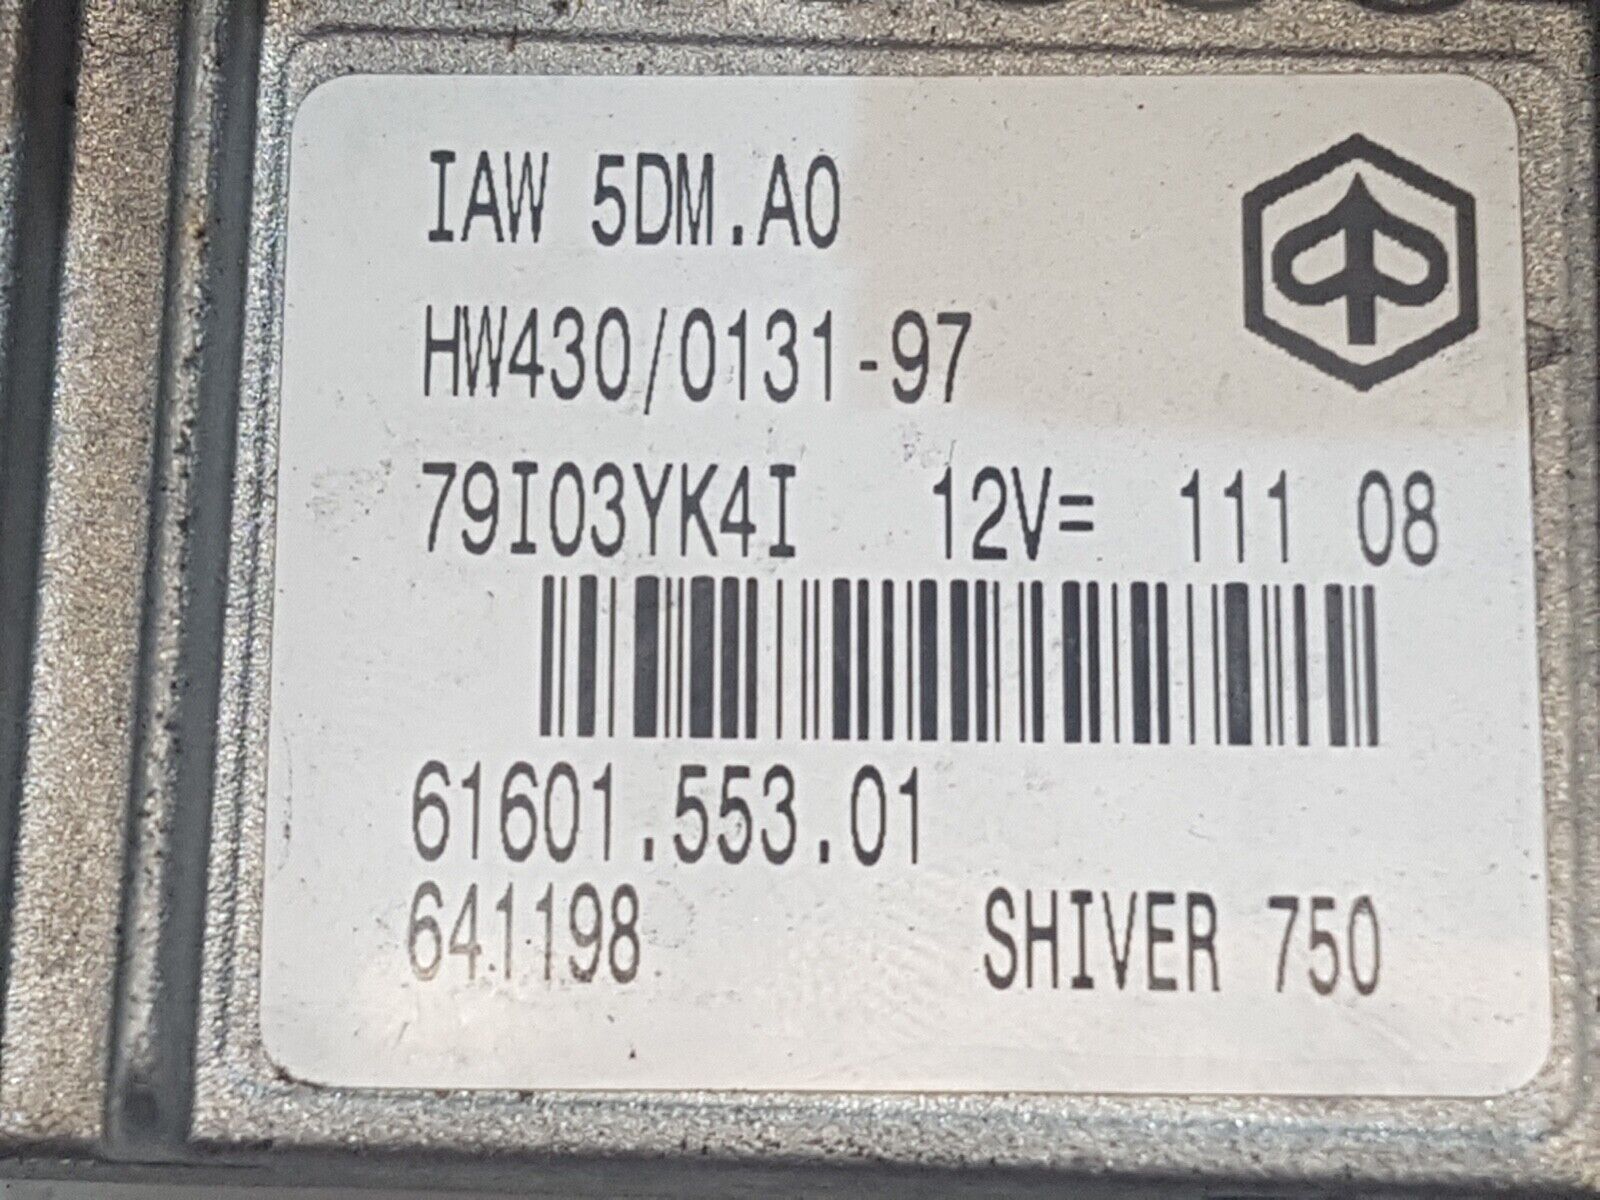 IAW 5DM.A0
HW430/0131-97
79I03YK4I 12V= 111 08
61601.553.01
641198 SHIVER 750